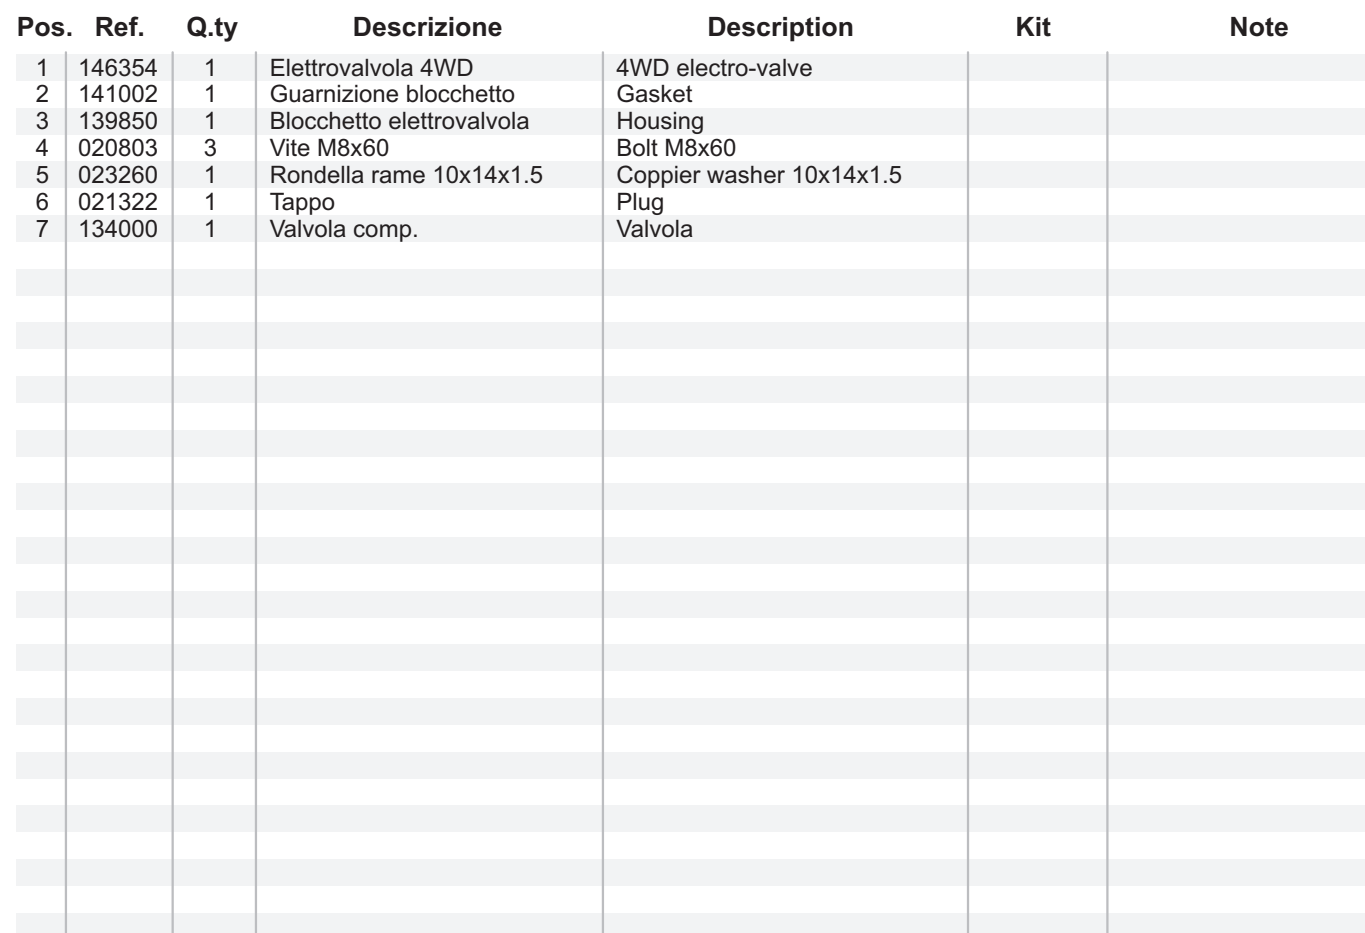 Pos. Ref. Q.ty Descrizione Description Kit Note
1 146354 1 Elettrovalvola 4WD 4WD electro-valve
2 141002 1 Guarnizione blocchetto Gasket
3 139850 1 Blocchetto elettrovalvola Housing
4 020803 3 Vite M8x60 Bolt M8x60
5 023260 1 Rondella rame 10x14x1.5 Coppier washer 10x14x1.5
6 021322 1 Tappo Plug
7 134000 1 Valvola comp. Valvola